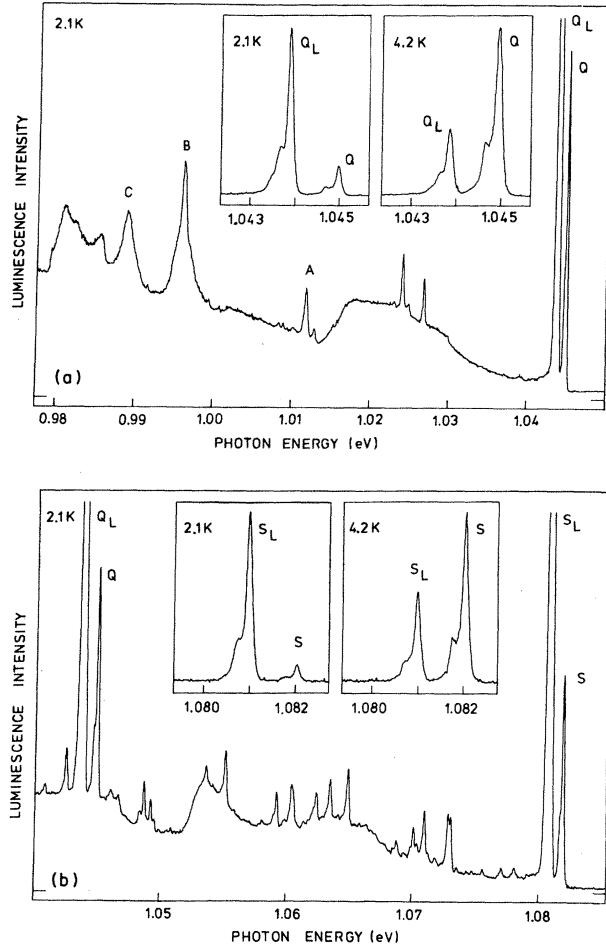 2.1K
Q_L
Q
2.1K
Q_L
Q
1.043
1.045
4.2 K
Q
Q_L
1.043
1.045
B
C
A
LUMINESCENCE INTENSITY
(a)
0.98 0.99 1.00 1.01 1.02 1.03 1.04
PHOTON ENERGY (eV)
2.1K
Q_L
Q
2.1K
S_L
S
1.080 1.082
4.2K
S
S_L
1.080 1.082
S_L
S
LUMINESCENCE INTENSITY
(b)
1.05 1.06 1.07 1.08
PHOTON ENERGY (eV)